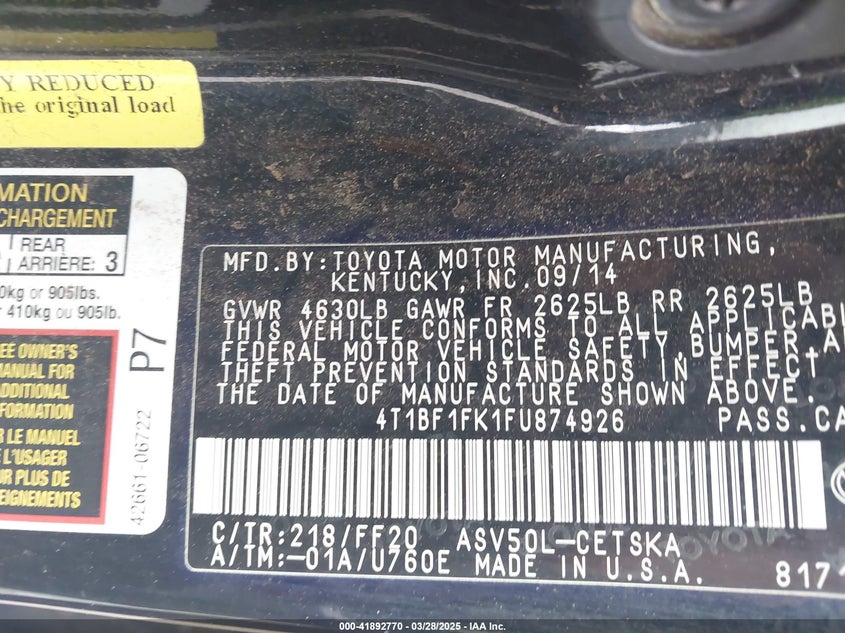 Y REDUCED
he original load
MATION
CHARGEMENT
REAR
ARRIÈRE: 3
0kg or 905lbs.
r 410kg ou 905lb.
EE OWNER'S
MANUAL FOR
ADDITIONAL
FORMATION
R LE MANUEL
E L'USAGER
UR PLUS DE
EIGNEMENTS
P7
42661-06722
MFD.BY:TOYOTA MOTOR MANUFACTURING,
KENTUCKY,INC.09/14
GVWR 4630LB GAWR FR 2625LB RR 2625LB
THIS VEHICLE CONFORMS TO ALL APPLICABL
FEDERAL MOTOR VEHICLE SAFETY,BUMPER,A
THEFT PREVENTION STANDARDS IN EFFECT
THE DATE OF MANUFACTURE SHOWN ABOVE.
4T1BF1FK1FU874926 PASS.CA
C/TR:218/FF20 ASV50L-CETSKA
A/TM:-01A/U760E MADE IN U.S.A. 817
000-41892770 | 03/28/2025 - IAA Inc.